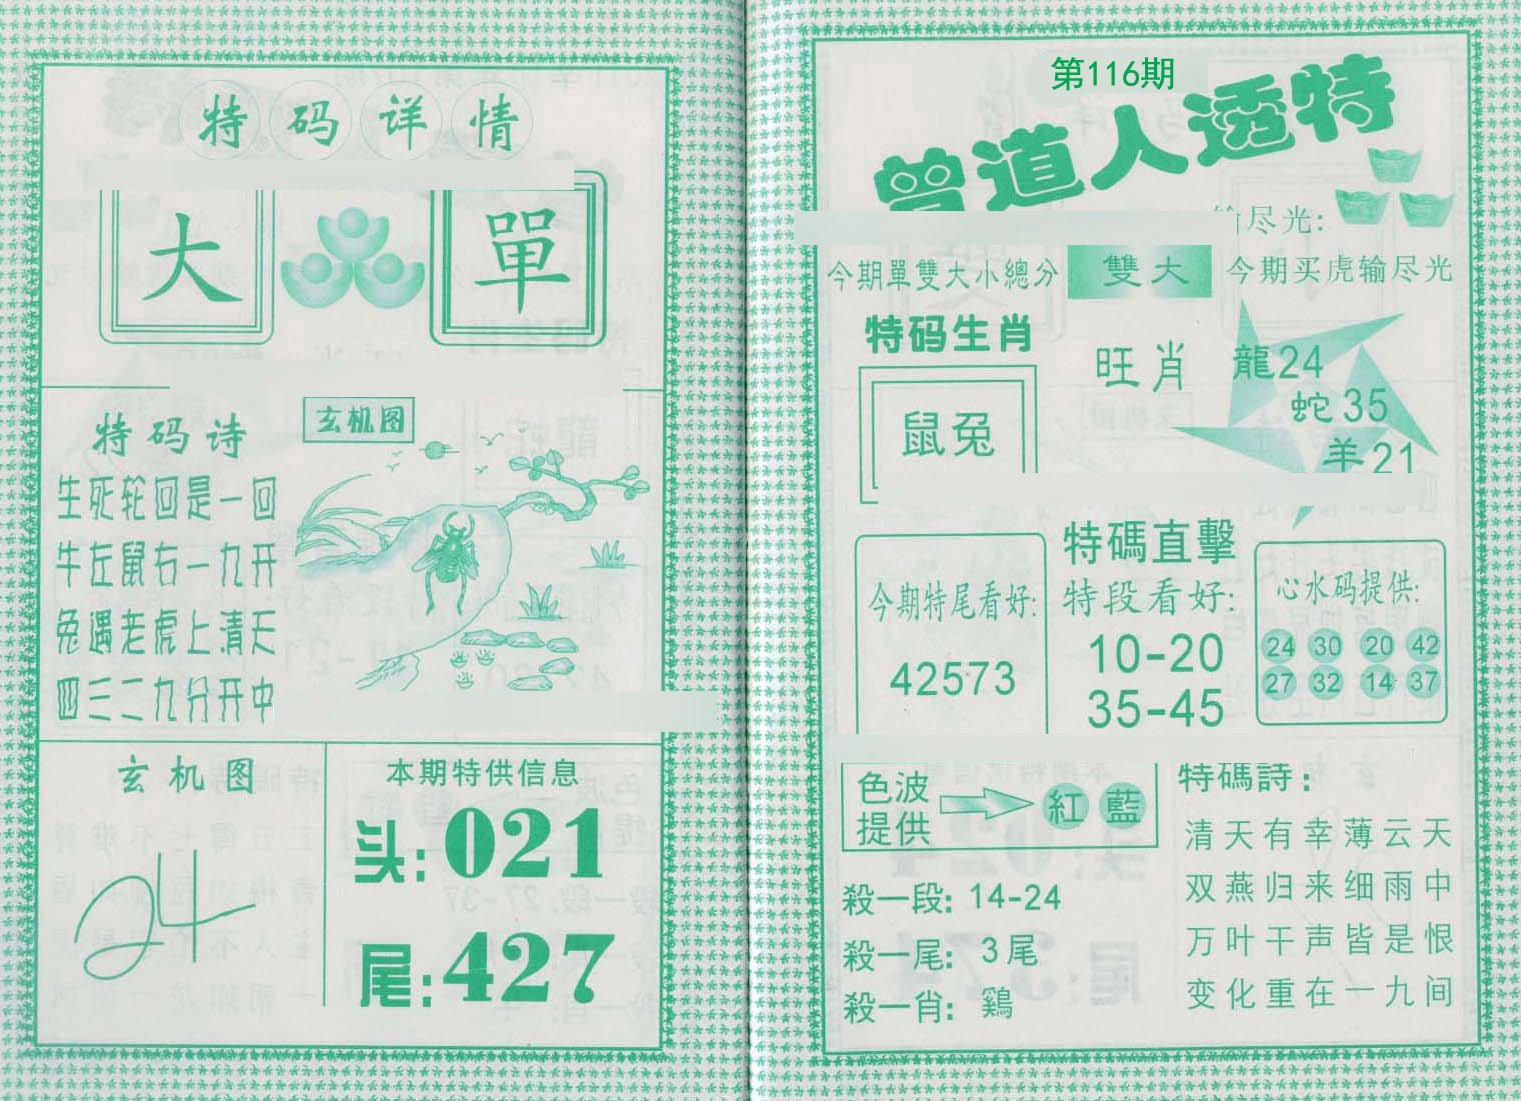 特码详情
大 單
特码诗
玄机图
生死轮回是一回
牛左鼠右一九开
兔遇老虎上清天
四三二九分开中
玄机图
24
本期特供信息
头:021
尾:427
第116期
曾道人透特
输尽光:
今期單雙大小總分 雙大 今期买虎输尽光
特码生肖
鼠兔
旺肖
龍24
蛇35
羊21
今期特尾看好:
42573
特碼直擊
特段看好:
10-20
35-45
心水码提供:
24 30 20 42
27 32 14 37
色波提供
紅 藍
殺一段: 14-24
殺一尾: 3尾
殺一肖: 鷄
特碼詩:
清天有幸薄云天
双燕归来细雨中
万叶干声皆是恨
变化重在一九间